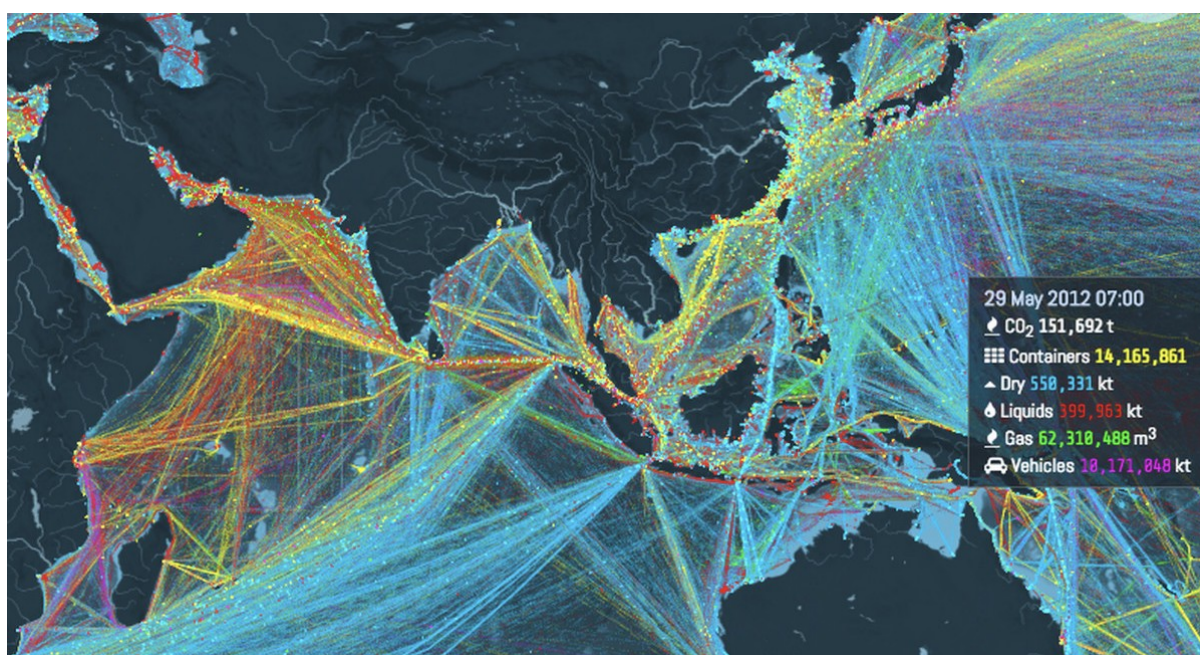 29 May 2012 07:00
CO₂ 151,692 t
Containers 14,165,861
Dry 550,331 kt
Liquids 399,963 kt
Gas 62,310,488 m³
Vehicles 10,171,048 kt